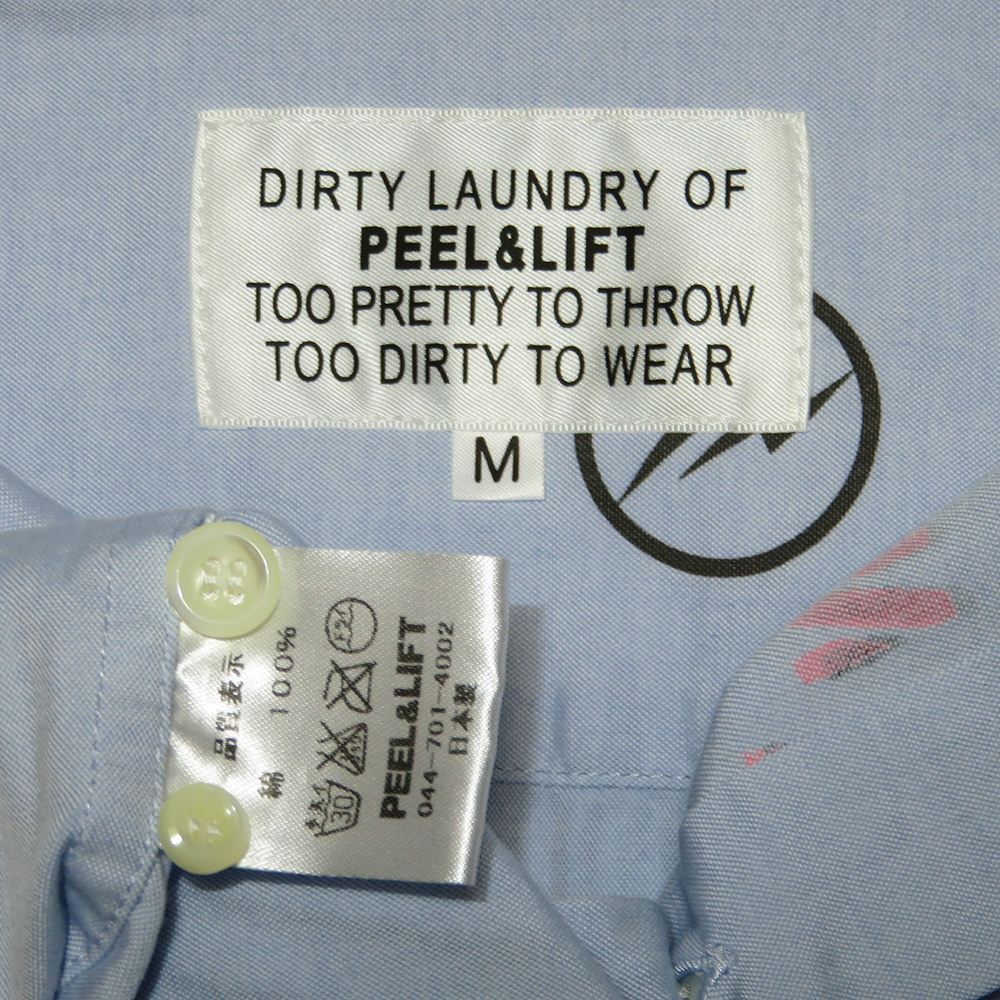 DIRTY LAUNDRY OF
PEEL&LIFT
TOO PRETTY TO THROW
TOO DIRTY TO WEAR
M
品質表示
綿 100%
30
PEEL&LIFT
044-701-4002
日本製